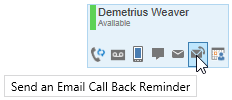 Demetrius Weaver
Available
Send an Email Call Back Reminder